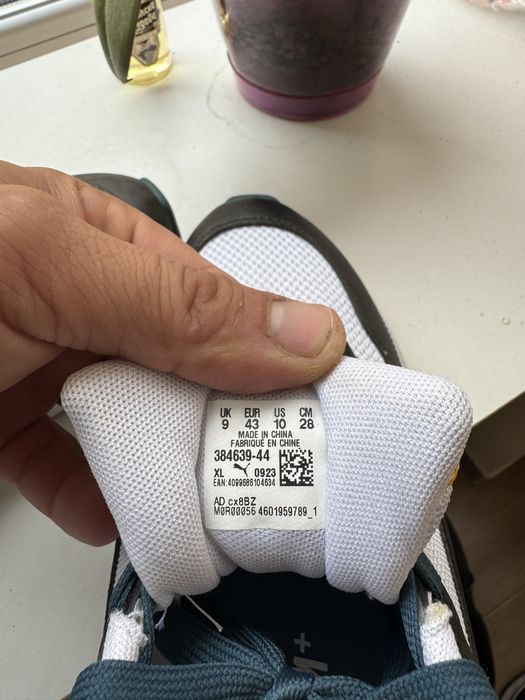 UK EUR US CM
9 43 10 28
MADE IN CHINA
FABRIQUÉ EN CHINE
384639-44
XL 0923
EAN: 4099686104634
AD cx8BZ
M0R00056 4601959789_1